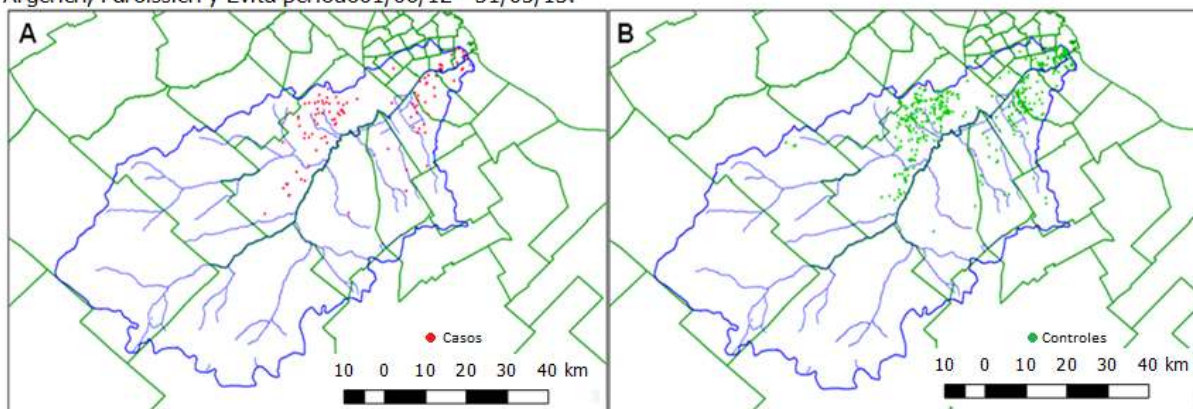 Argerich, Paroissien y Evita período01/06/12 - 31/05/13.
A
B
Casos
Controles
10 0 10 20 30 40 km
10 0 10 20 30 40 km